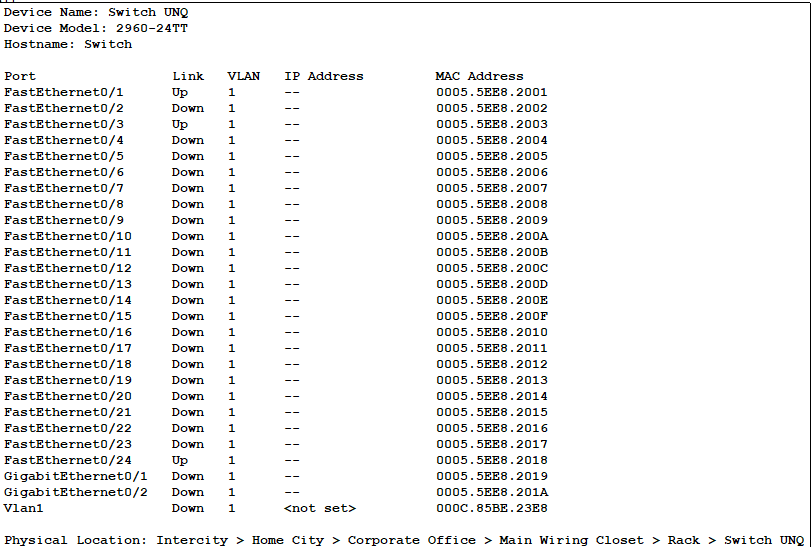 Device Name: Switch UNQ
Device Model: 2960-24TT
Hostname: Switch
Port Link VLAN IP Address MAC Address
FastEthernet0/1 Up 1 -- 0005.5EE8.2001
FastEthernet0/2 Down 1 -- 0005.5EE8.2002
FastEthernet0/3 Up 1 -- 0005.5EE8.2003
FastEthernet0/4 Down 1 -- 0005.5EE8.2004
FastEthernet0/5 Down 1 -- 0005.5EE8.2005
FastEthernet0/6 Down 1 -- 0005.5EE8.2006
FastEthernet0/7 Down 1 -- 0005.5EE8.2007
FastEthernet0/8 Down 1 -- 0005.5EE8.2008
FastEthernet0/9 Down 1 -- 0005.5EE8.2009
FastEthernet0/10 Down 1 -- 0005.5EE8.200A
FastEthernet0/11 Down 1 -- 0005.5EE8.200B
FastEthernet0/12 Down 1 -- 0005.5EE8.200C
FastEthernet0/13 Down 1 -- 0005.5EE8.200D
FastEthernet0/14 Down 1 -- 0005.5EE8.200E
FastEthernet0/15 Down 1 -- 0005.5EE8.200F
FastEthernet0/16 Down 1 -- 0005.5EE8.2010
FastEthernet0/17 Down 1 -- 0005.5EE8.2011
FastEthernet0/18 Down 1 -- 0005.5EE8.2012
FastEthernet0/19 Down 1 -- 0005.5EE8.2013
FastEthernet0/20 Down 1 -- 0005.5EE8.2014
FastEthernet0/21 Down 1 -- 0005.5EE8.2015
FastEthernet0/22 Down 1 -- 0005.5EE8.2016
FastEthernet0/23 Down 1 -- 0005.5EE8.2017
FastEthernet0/24 Up 1 -- 0005.5EE8.2018
GigabitEthernet0/1 Down 1 -- 0005.5EE8.2019
GigabitEthernet0/2 Down 1 -- 0005.5EE8.201A
Vlan1 Down 1 <not set> 000C.85BE.23E8
Physical Location: Intercity > Home City > Corporate Office > Main Wiring Closet > Rack > Switch UNQ